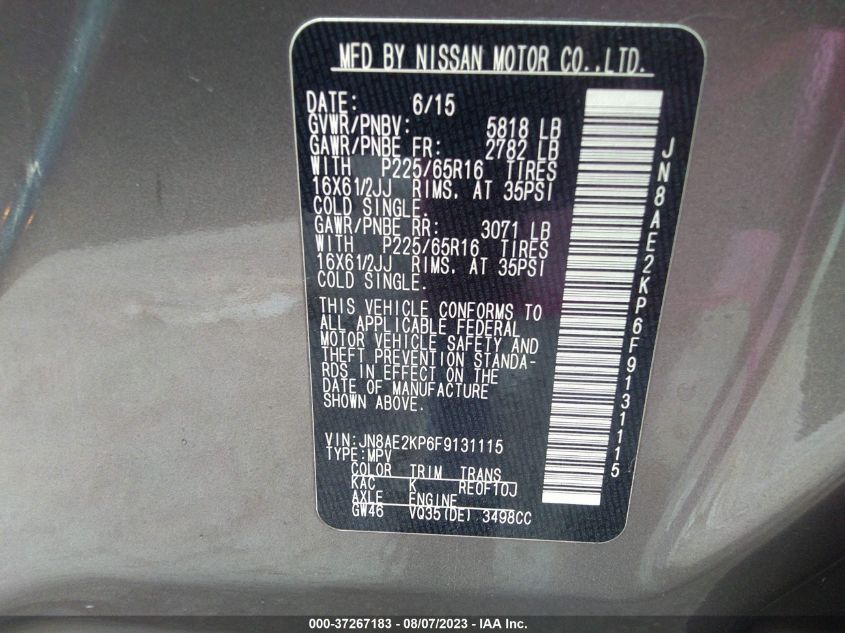 MFD BY NISSAN MOTOR CO.,LTD.
DATE: 6/15
GVWR/PNBV: 5818 LB
GAWR/PNBE FR: 2782 LB
WITH P225/65R16 TIRES
16X61/2JJ RIMS. AT 35PSI
COLD SINGLE.
GAWR/PNBE RR: 3071 LB
WITH P225/65R16 TIRES
16X61/2JJ RIMS. AT 35PSI
COLD SINGLE.
THIS VEHICLE CONFORMS TO
ALL APPLICABLE FEDERAL
MOTOR VEHICLE SAFETY AND
THEFT PREVENTION STANDA-
RDS IN EFFECT ON THE
DATE OF MANUFACTURE
SHOWN ABOVE.
VIN:JN8AE2KP6F9131115
TYPE:MPV
COLOR TRIM TRANS
KAC K RE0F10J
AXLE ENGINE
GW46 VQ35(DE) 3498CC
JN8AE2KP6F9131115
000-37267183 - 08/07/2023 - IAA Inc.